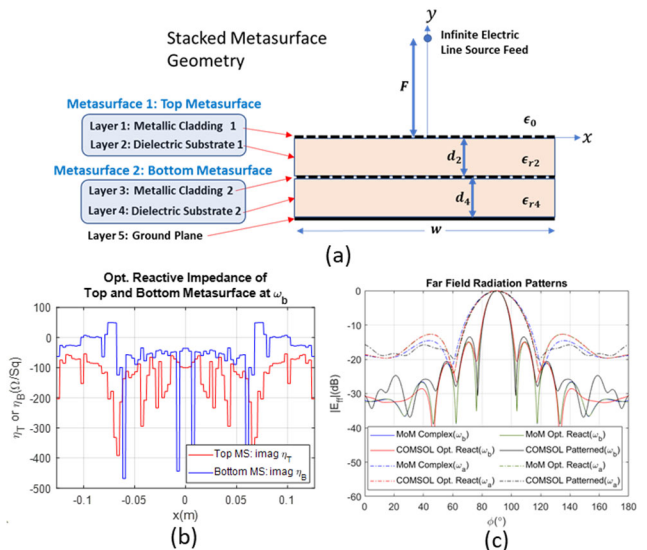 Stacked Metasurface
Geometry
y
Infinite Electric
Line Source Feed
F
Metasurface 1: Top Metasurface
Layer 1: Metallic Cladding 1
Layer 2: Dielectric Substrate 1
Metasurface 2: Bottom Metasurface
Layer 3: Metallic Cladding 2
Layer 4: Dielectric Substrate 2
Layer 5: Ground Plane
ϵ0
x
d2
ϵr2
d4
ϵr4
w
(a)
Opt. Reactive Impedance of
Top and Bottom Metasurface at ωb
100
0
-100
-200
-300
-400
-500
ηT or ηB(Ω/Sq)
Top MS: imag ηT
Bottom MS: imag ηB
-0.1 -0.05 0 0.05 0.1
x(m)
(b)
Far Field Radiation Patterns
0
-10
-20
-30
-40
-50
-60
|Eff|(dB)
MoM Complex(ωb) MoM Opt. React(ωb)
COMSOL Opt. React(ωb) COMSOL Patterned(ωb)
MoM Complex(ωa) MoM Opt. React(ωa)
COMSOL Opt. React(ωa) COMSOL Patterned(ωa)
0 20 40 60 80 100 120 140 160 180
ϕ(°)
(c)